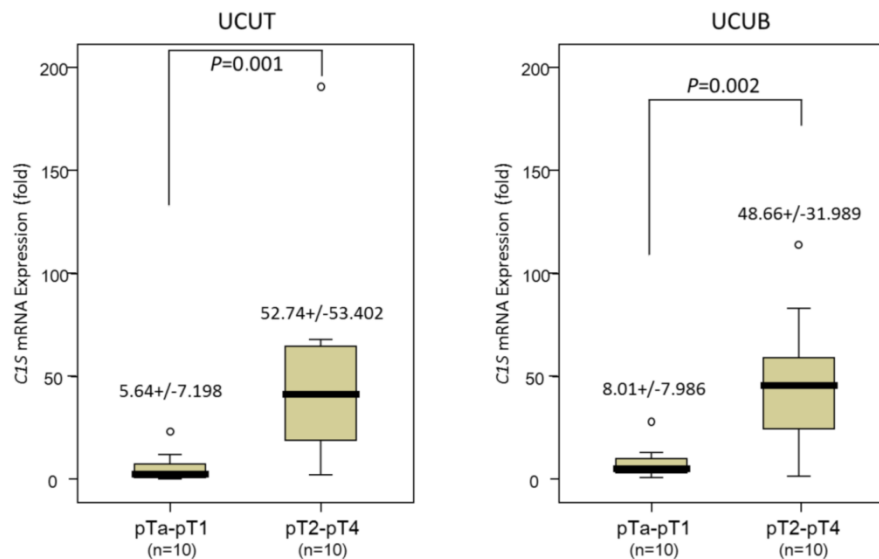 UCUT
P=0.001
200
150
100
50
0
C1S mRNA Expression (fold)
5.64+/-7.198
52.74+/-53.402
pTa-pT1
(n=10)
pT2-pT4
(n=10)
UCUB
P=0.002
200
150
100
50
0
C1S mRNA Expression (fold)
8.01+/-7.986
48.66+/-31.989
pTa-pT1
(n=10)
pT2-pT4
(n=10)